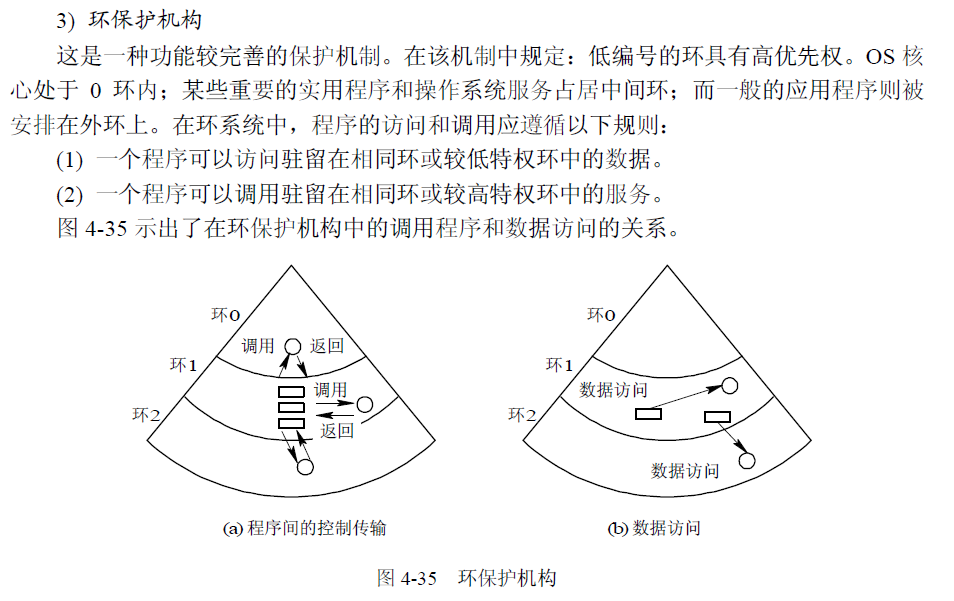 3) 环保护机构
这是一种功能较完善的保护机制。在该机制中规定：低编号的环具有高优先权。OS 核
心处于 0 环内；某些重要的实用程序和操作系统服务占居中间环；而一般的应用程序则被
安排在外环上。在环系统中，程序的访问和调用应遵循以下规则：
(1) 一个程序可以访问驻留在相同环或较低特权环中的数据。
(2) 一个程序可以调用驻留在相同环或较高特权环中的服务。
图 4-35 示出了在环保护机构中的调用程序和数据访问的关系。
环0
调用
返回
环1
调用
环2
返回
(a) 程序间的控制传输
环0
环1
数据访问
环2
数据访问
(b) 数据访问
图 4-35 环保护机构